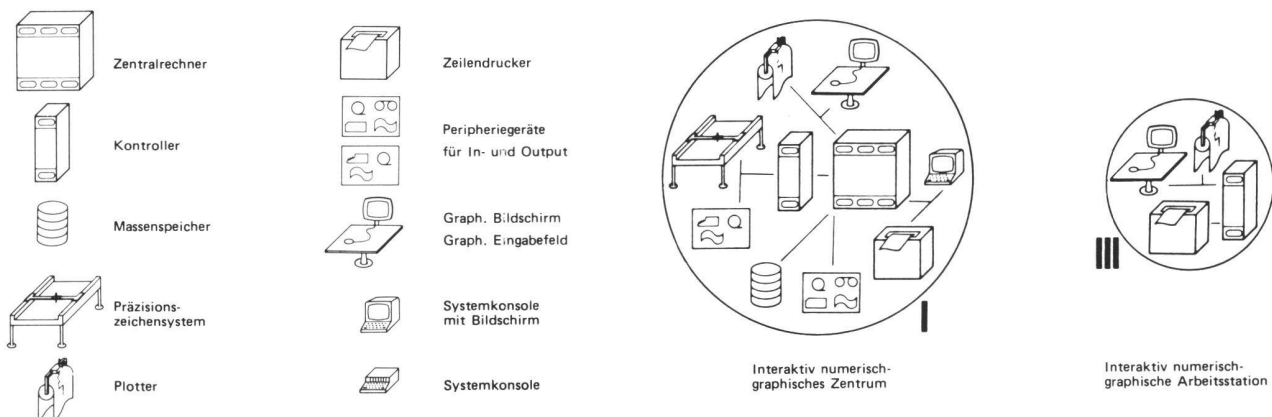 Zentralrechner
Kontroller
Massenspeicher
Präzisions-
zeichensystem
Plotter
Zeilendrucker
Peripheriegeräte
für In- und Output
Graph. Bildschirm
Graph. Eingabefeld
Systemkonsole
mit Bildschirm
Systemkonsole
I
Interaktiv numerisch-
graphisches Zentrum
III
Interaktiv numerisch-
graphische Arbeitsstation